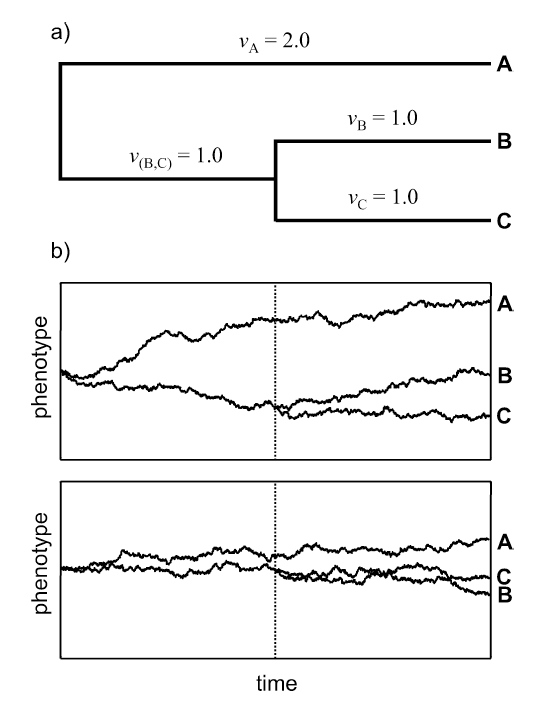 a)
vA = 2.0
A
vB = 1.0
B
v(B,C) = 1.0
vC = 1.0
C
b)
phenotype
A
B
C
phenotype
A
C
B
time